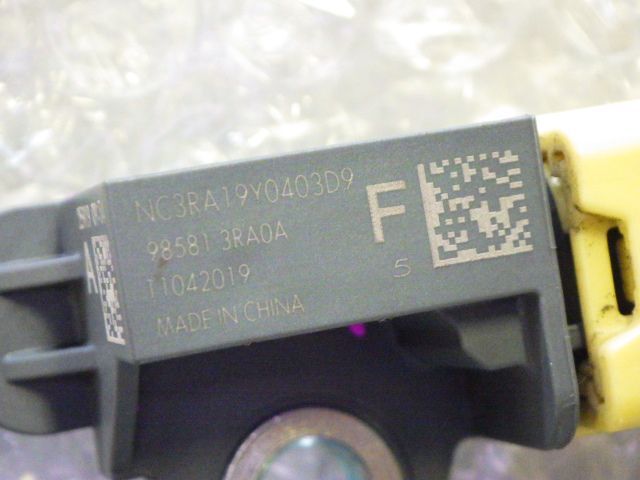 NC3RA19Y0403D9
98581 3RA0A
T1042019
MADE IN CHINA
F
5
A